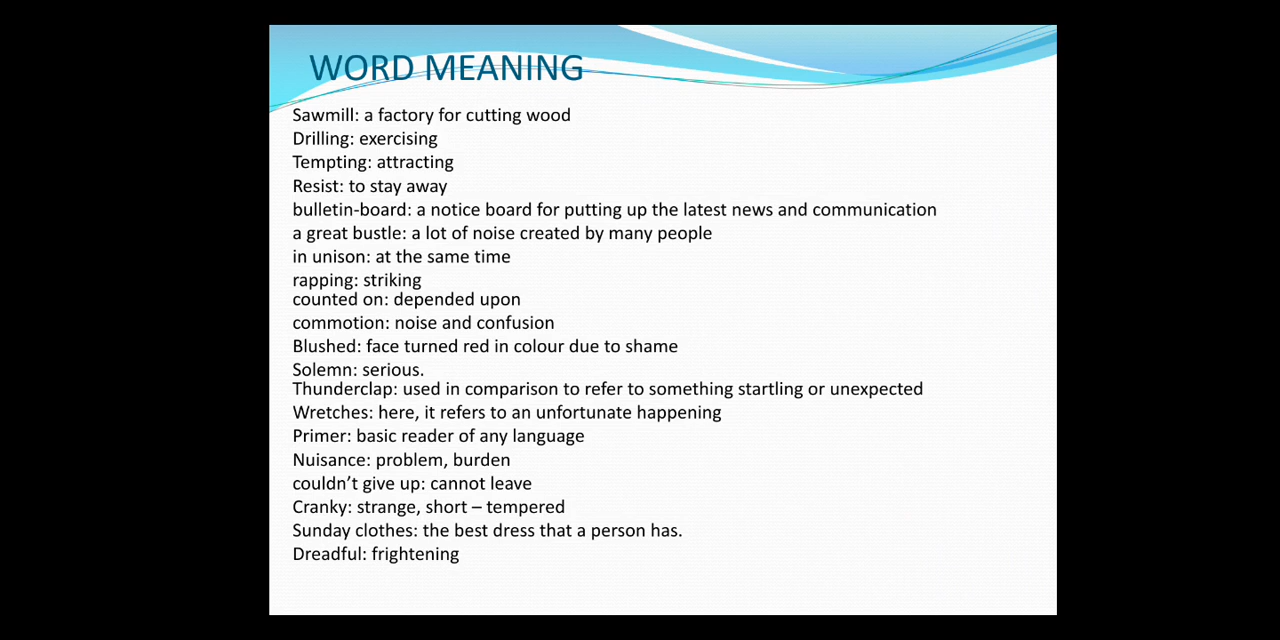 WORD MEANING
Sawmill: a factory for cutting wood
Drilling: exercising
Tempting: attracting
Resist: to stay away
bulletin-board: a notice board for putting up the latest news and communication
a great bustle: a lot of noise created by many people
in unison: at the same time
rapping: striking
counted on: depended upon
commotion: noise and confusion
Blushed: face turned red in colour due to shame
Solemn: serious.
Thunderclap: used in comparison to refer to something startling or unexpected
Wretches: here, it refers to an unfortunate happening
Primer: basic reader of any language
Nuisance: problem, burden
couldn’t give up: cannot leave
Cranky: strange, short – tempered
Sunday clothes: the best dress that a person has.
Dreadful: frightening